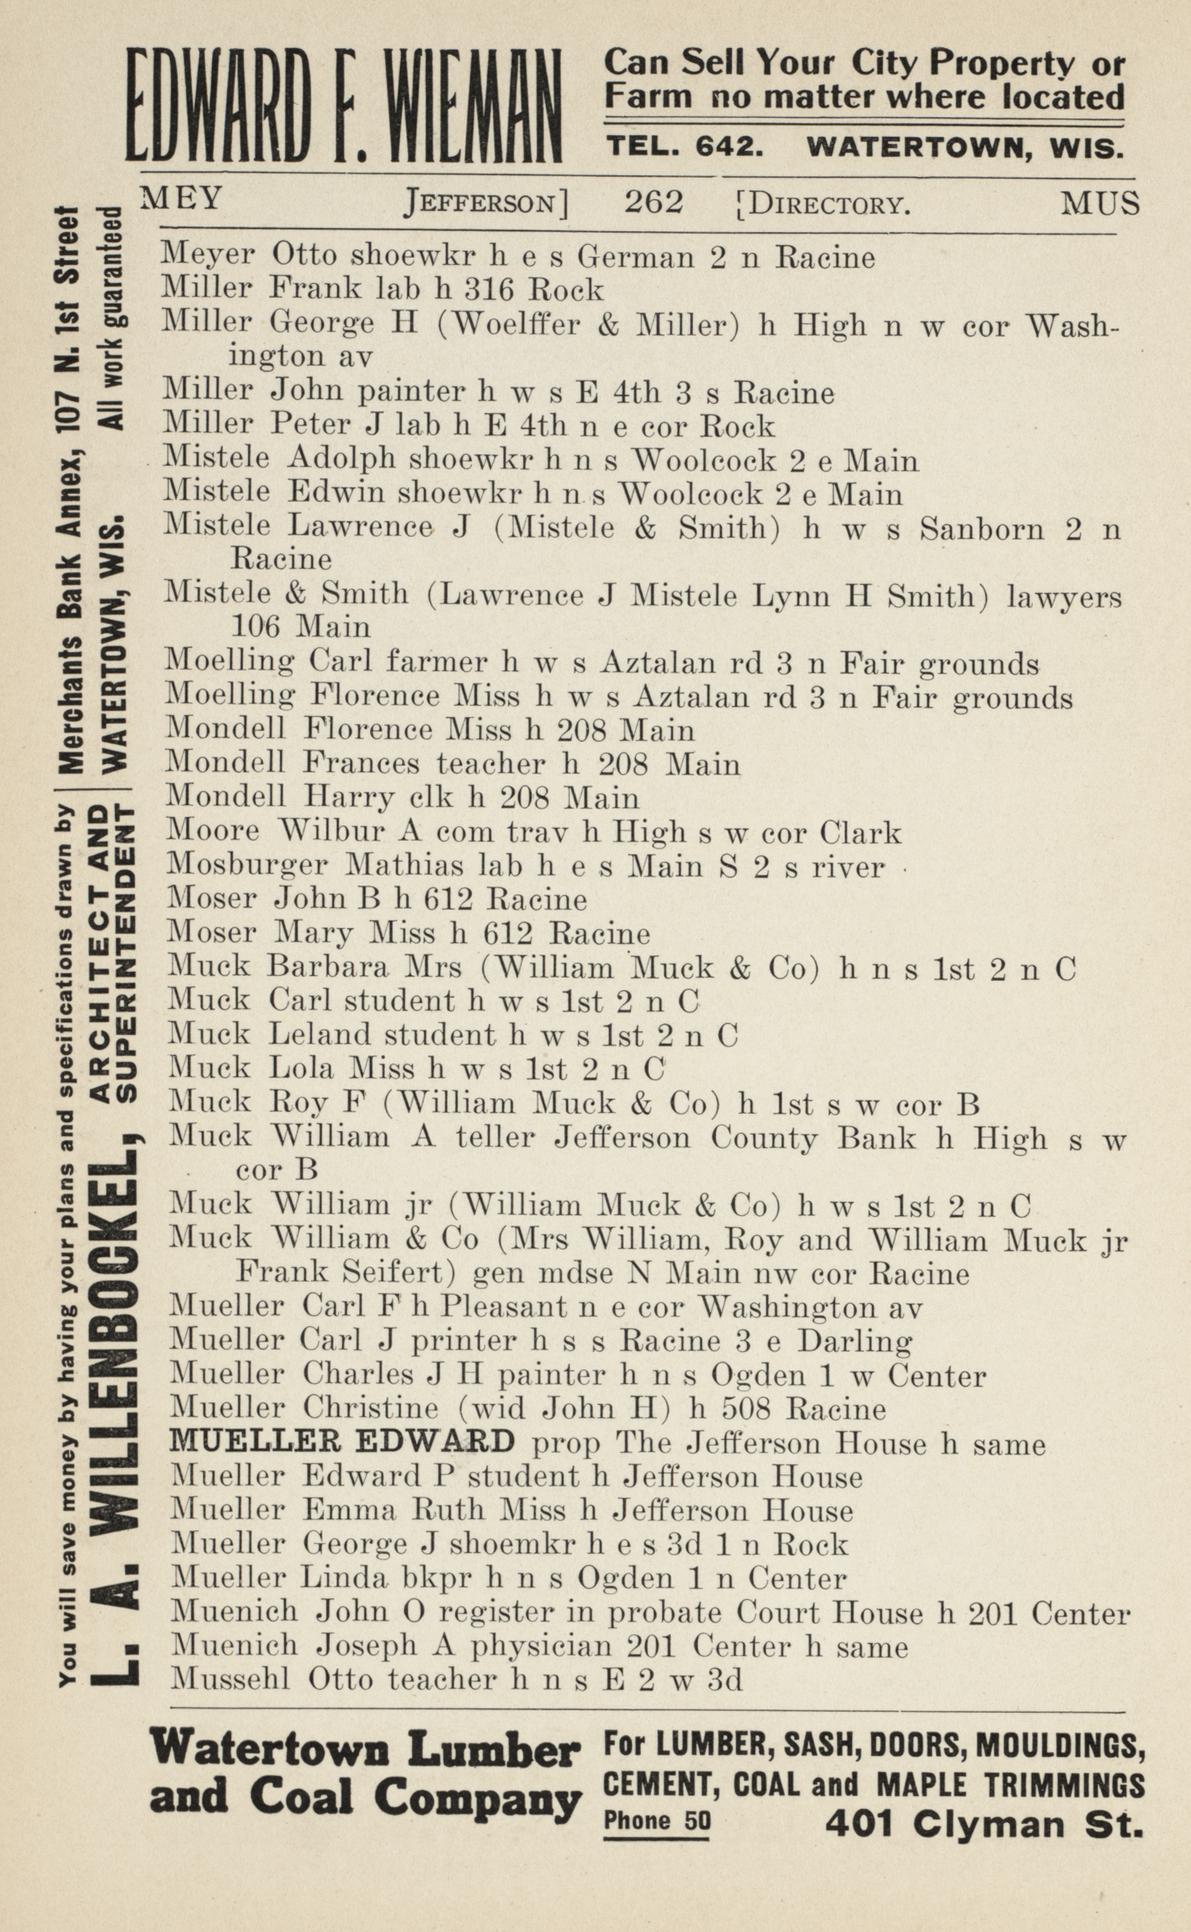 EDWARD F. WIEMAN
Can Sell Your City Property or
Farm no matter where located
TEL. 642. WATERTOWN, WIS.
MEY JEFFERSON] 262 [DIRECTORY. MUS
Meyer Otto shoewkr h e s German 2 n Racine
Miller Frank lab h 316 Rock
Miller George H (Woelffer & Miller) h High n w cor Wash-
ington av
Miller John painter h w s E 4th 3 s Racine
Miller Peter J lab h E 4th n e cor Rock
Mistele Adolph shoewkr h n s Woolcock 2 e Main
Mistele Edwin shoewkr h n s Woolcock 2 e Main
Mistele Lawrence J (Mistele & Smith) h w s Sanborn 2 n
Racine
Mistele & Smith (Lawrence J Mistele Lynn H Smith) lawyers
106 Main
Moelling Carl farmer h w s Aztalan rd 3 n Fair grounds
Moelling Florence Miss h w s Aztalan rd 3 n Fair grounds
Mondell Florence Miss h 208 Main
Mondell Frances teacher h 208 Main
Mondell Harry clk h 208 Main
Moore Wilbur A com trav h High s w cor Clark
Mosburger Mathias lab h e s Main S 2 s river
Moser John B h 612 Racine
Moser Mary Miss h 612 Racine
Muck Barbara Mrs (William Muck & Co) h n s 1st 2 n C
Muck Carl student h w s 1st 2 n C
Muck Leland student h w s 1st 2 n C
Muck Lola Miss h w s 1st 2 n C
Muck Roy F (William Muck & Co) h 1st s w cor B
Muck William A teller Jefferson County Bank h High s w
cor B
Muck William jr (William Muck & Co) h w s 1st 2 n C
Muck William & Co (Mrs William, Roy and William Muck jr
Frank Seifert) gen mdse N Main nw cor Racine
Mueller Carl F h Pleasant n e cor Washington av
Mueller Carl J printer h s s Racine 3 e Darling
Mueller Charles J H painter h n s Ogden 1 w Center
Mueller Christine (wid John H) h 508 Racine
MUELLER EDWARD prop The Jefferson House h same
Mueller Edward P student h Jefferson House
Mueller Emma Ruth Miss h Jefferson House
Mueller George J shoemkr h e s 3d 1 n Rock
Mueller Linda bkpr h n s Ogden 1 n Center
Muenich John O register in probate Court House h 201 Center
Muenich Joseph A physician 201 Center h same
Mussehl Otto teacher h n s E 2 w 3d
You will save money by having your plans and specifications drawn by
L. A. WILLENBOCKEL, ARCHITECT AND
SUPERINTENDENT
Merchants Bank Annex, 107 N. 1st Street
WATERTOWN, WIS. All work guaranteed
Watertown Lumber
and Coal Company
For LUMBER, SASH, DOORS, MOULDINGS,
CEMENT, COAL and MAPLE TRIMMINGS
Phone 50 401 Clyman St.